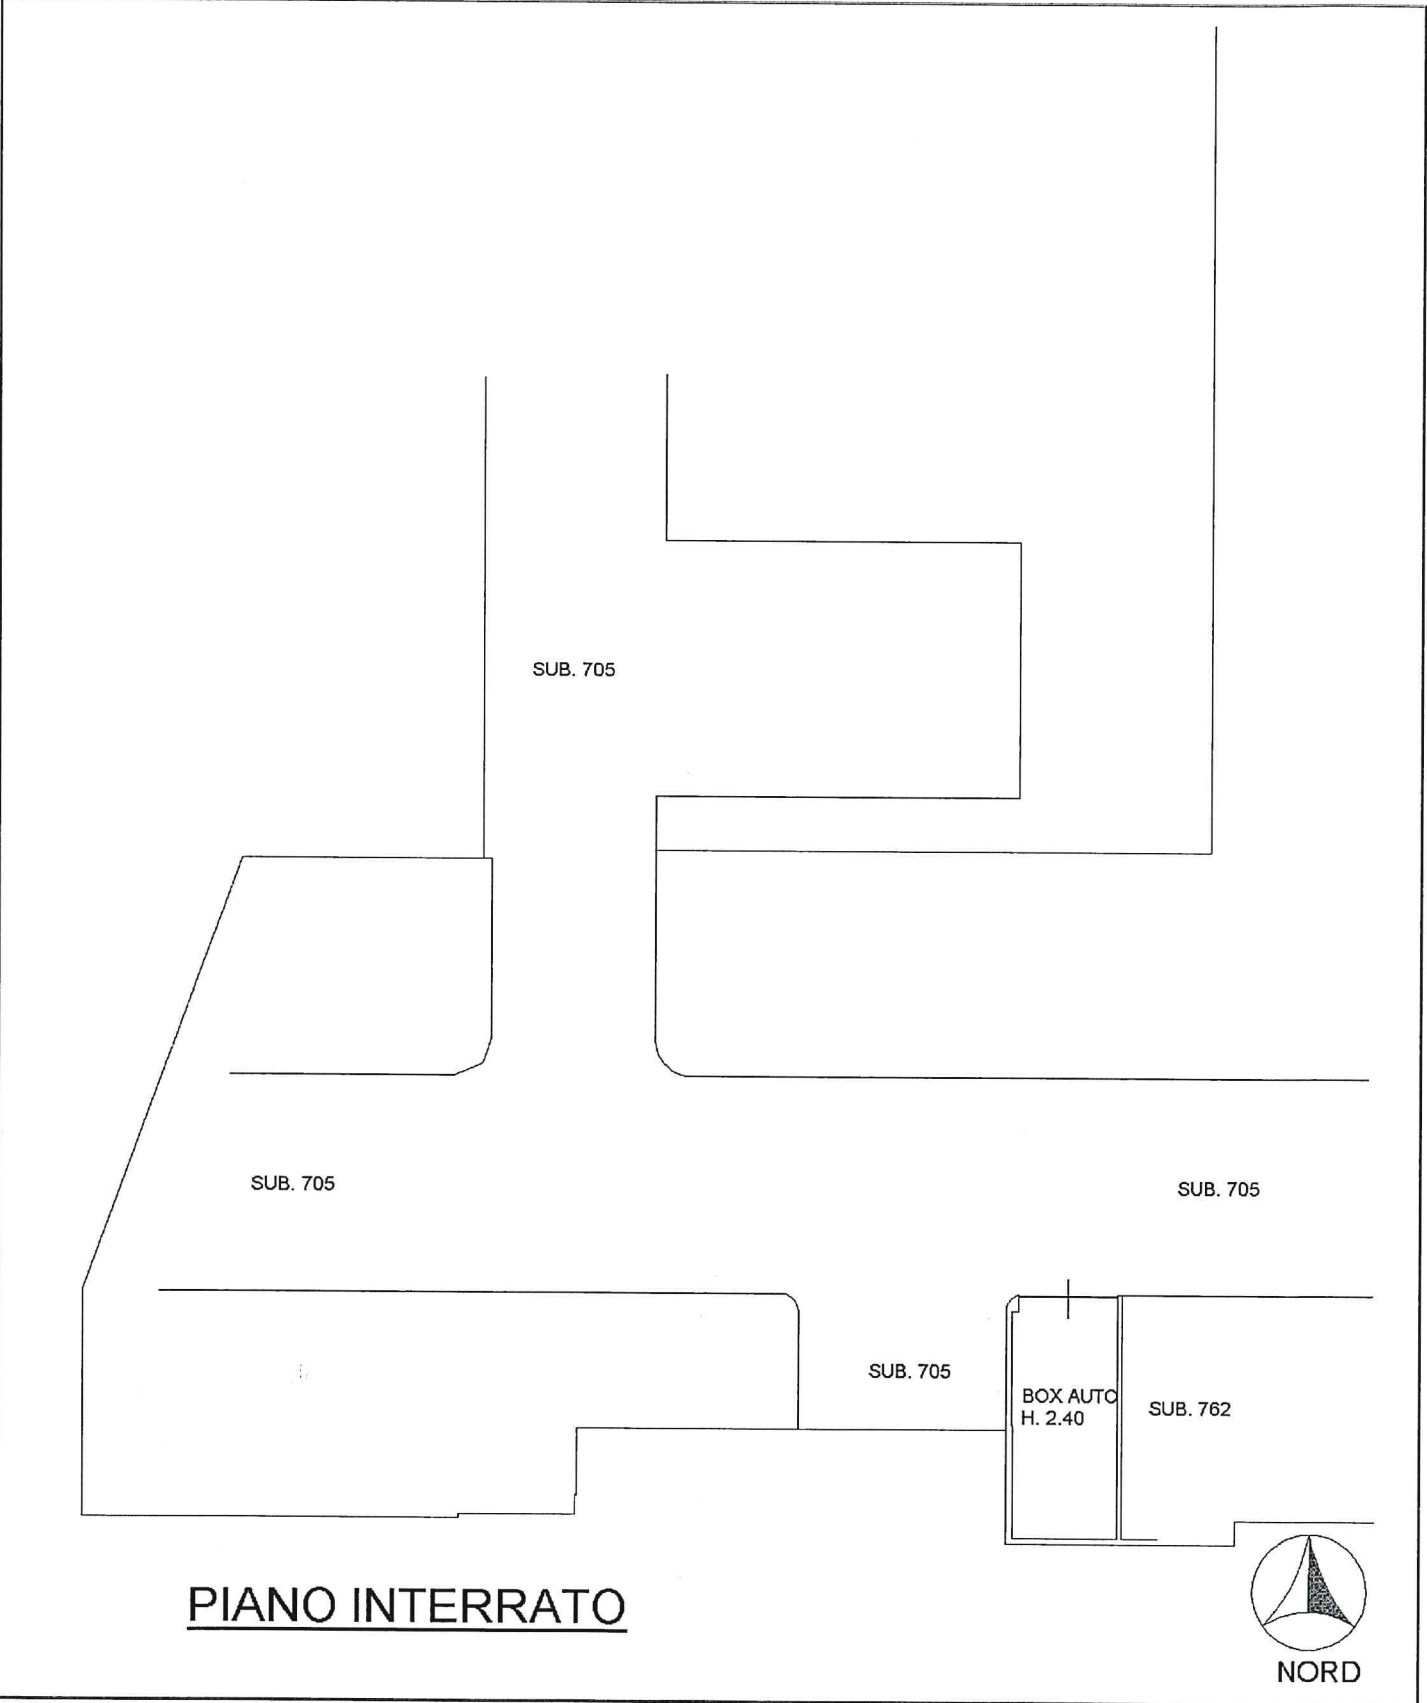 SUB. 705
SUB. 705
SUB. 705
SUB. 705
BOX AUTO
H. 2.40
SUB. 762
PIANO INTERRATO
NORD